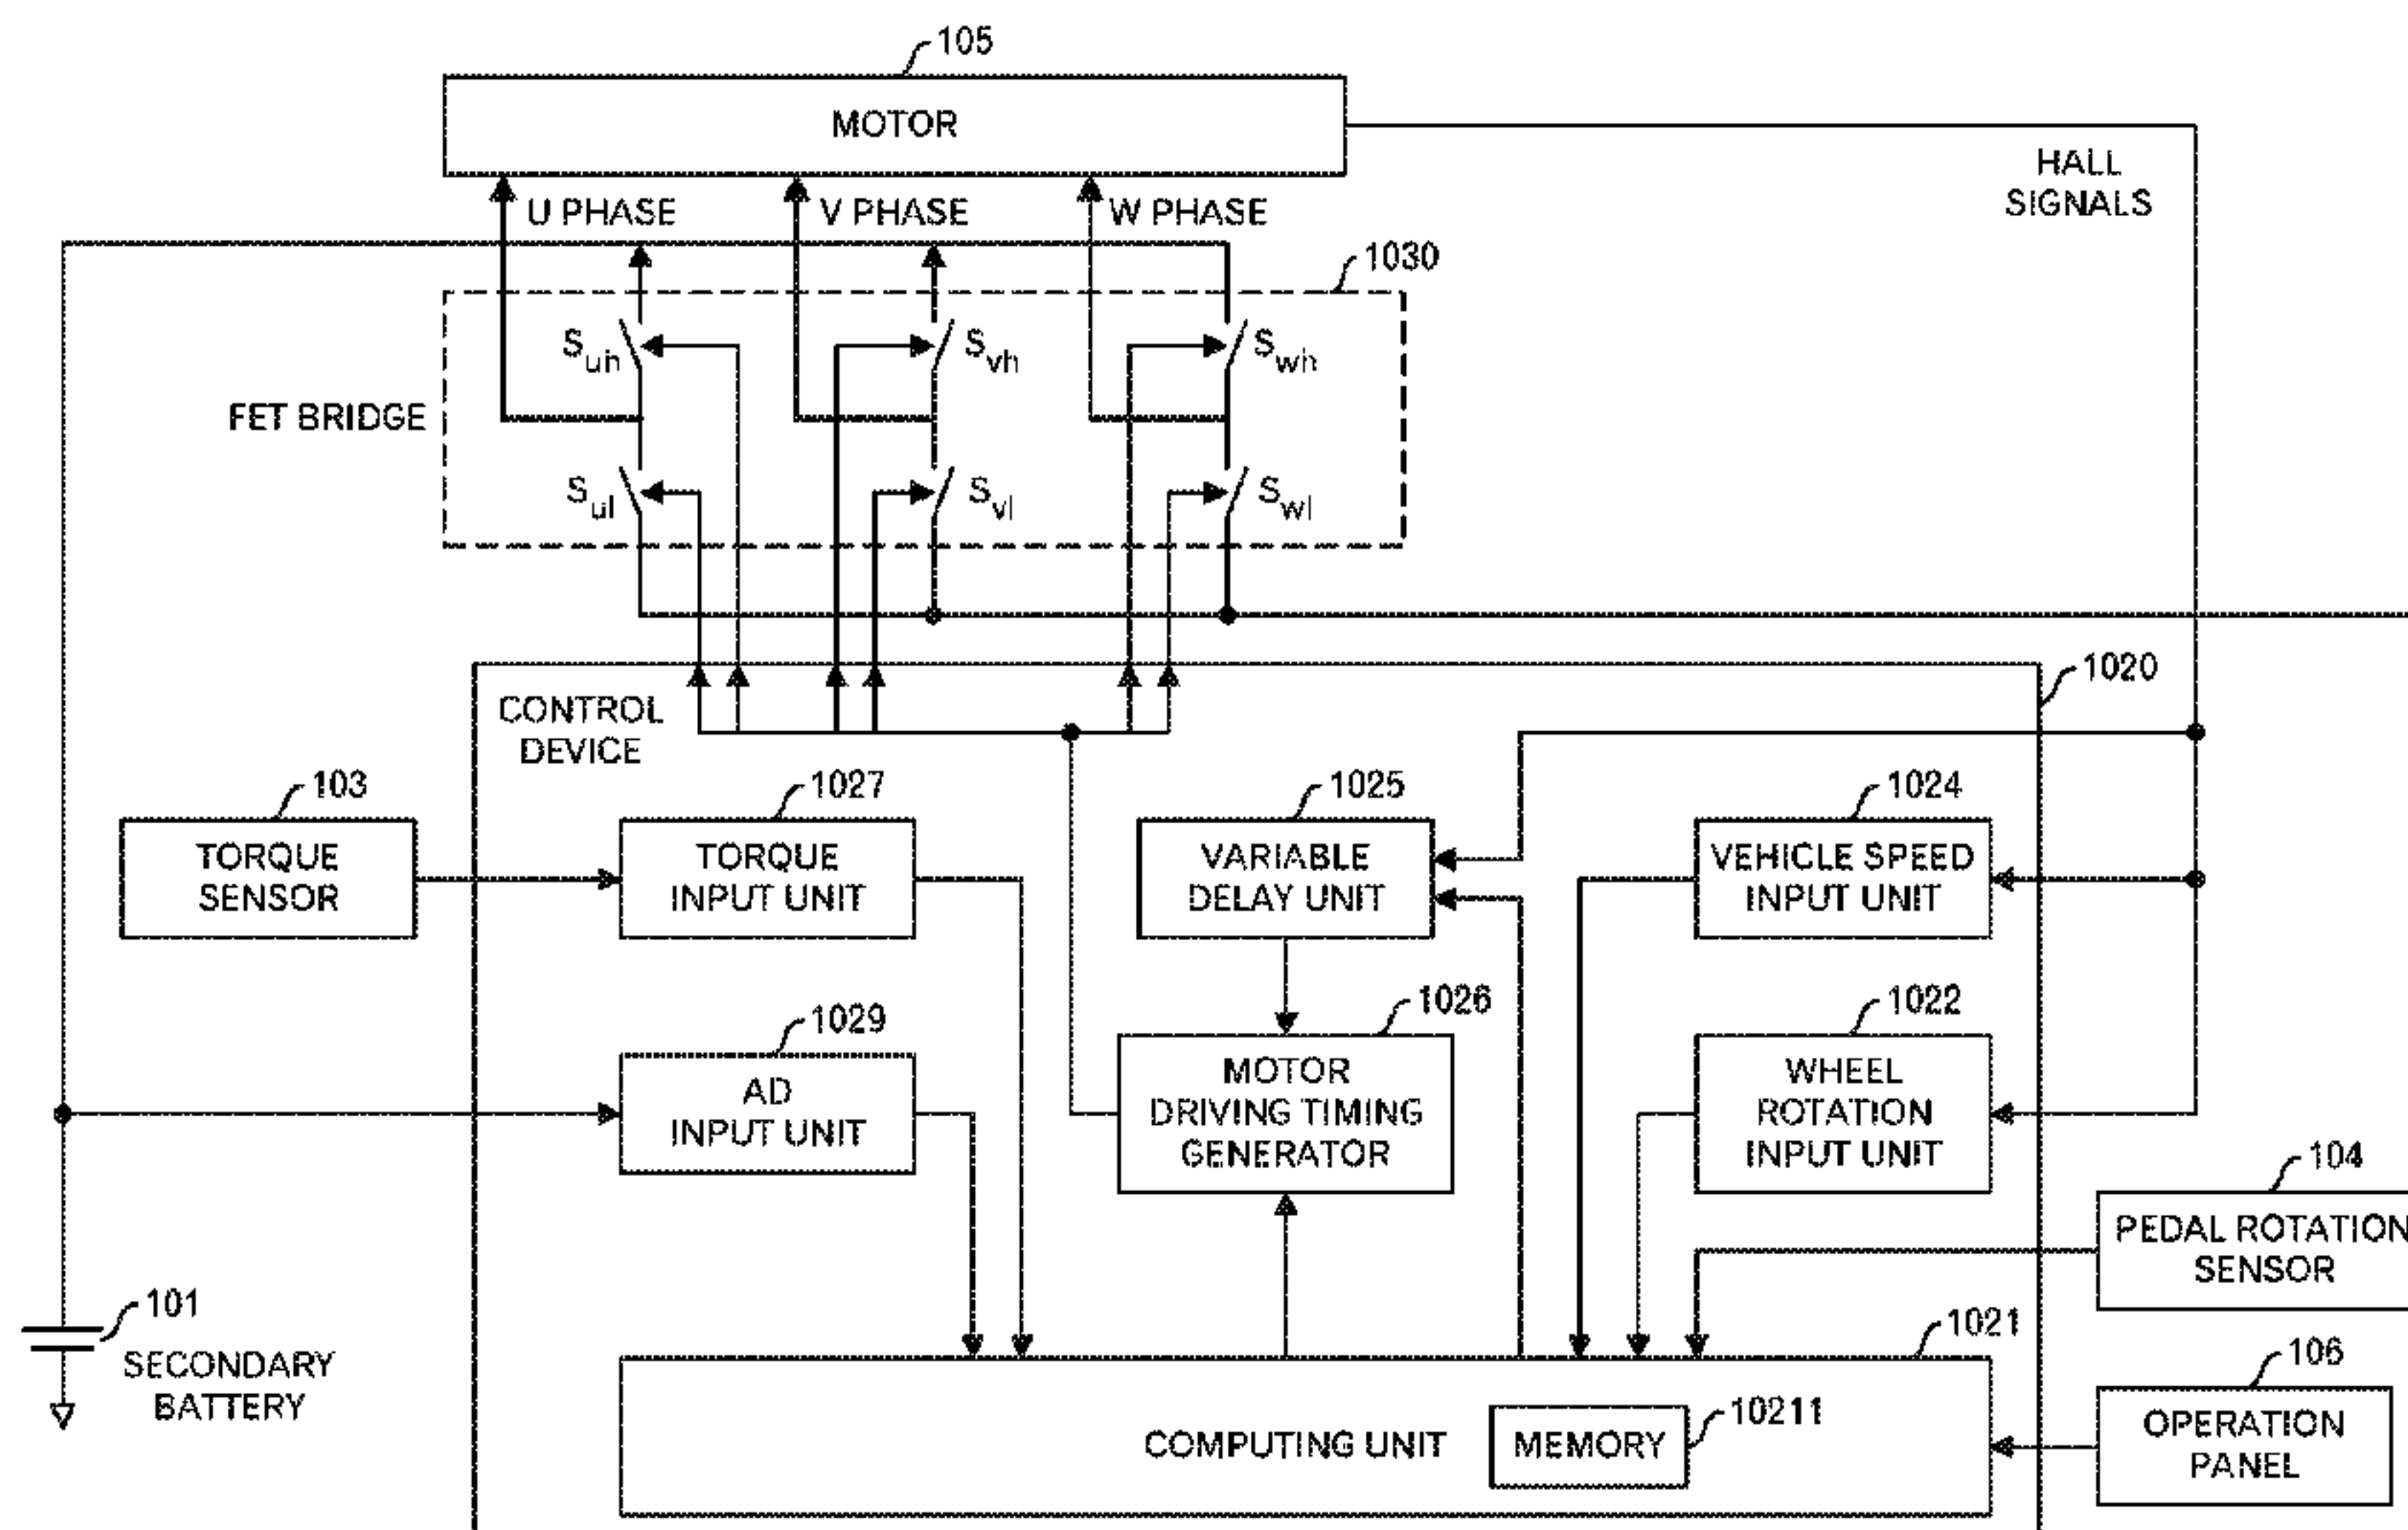 105
MOTOR
HALL
SIGNALS
U PHASE
V PHASE
W PHASE
1030
Suh
Svh
Swh
FET BRIDGE
Sul
Svl
Swl
1020
CONTROL
DEVICE
103
1027
1025
1024
TORQUE
SENSOR
TORQUE
INPUT UNIT
VARIABLE
DELAY UNIT
VEHICLE SPEED
INPUT UNIT
1029
1026
1022
AD
INPUT UNIT
MOTOR
DRIVING TIMING
GENERATOR
WHEEL
ROTATION
INPUT UNIT
104
PEDAL ROTATION
SENSOR
101
SECONDARY
BATTERY
1021
106
COMPUTING UNIT
MEMORY
10211
OPERATION
PANEL